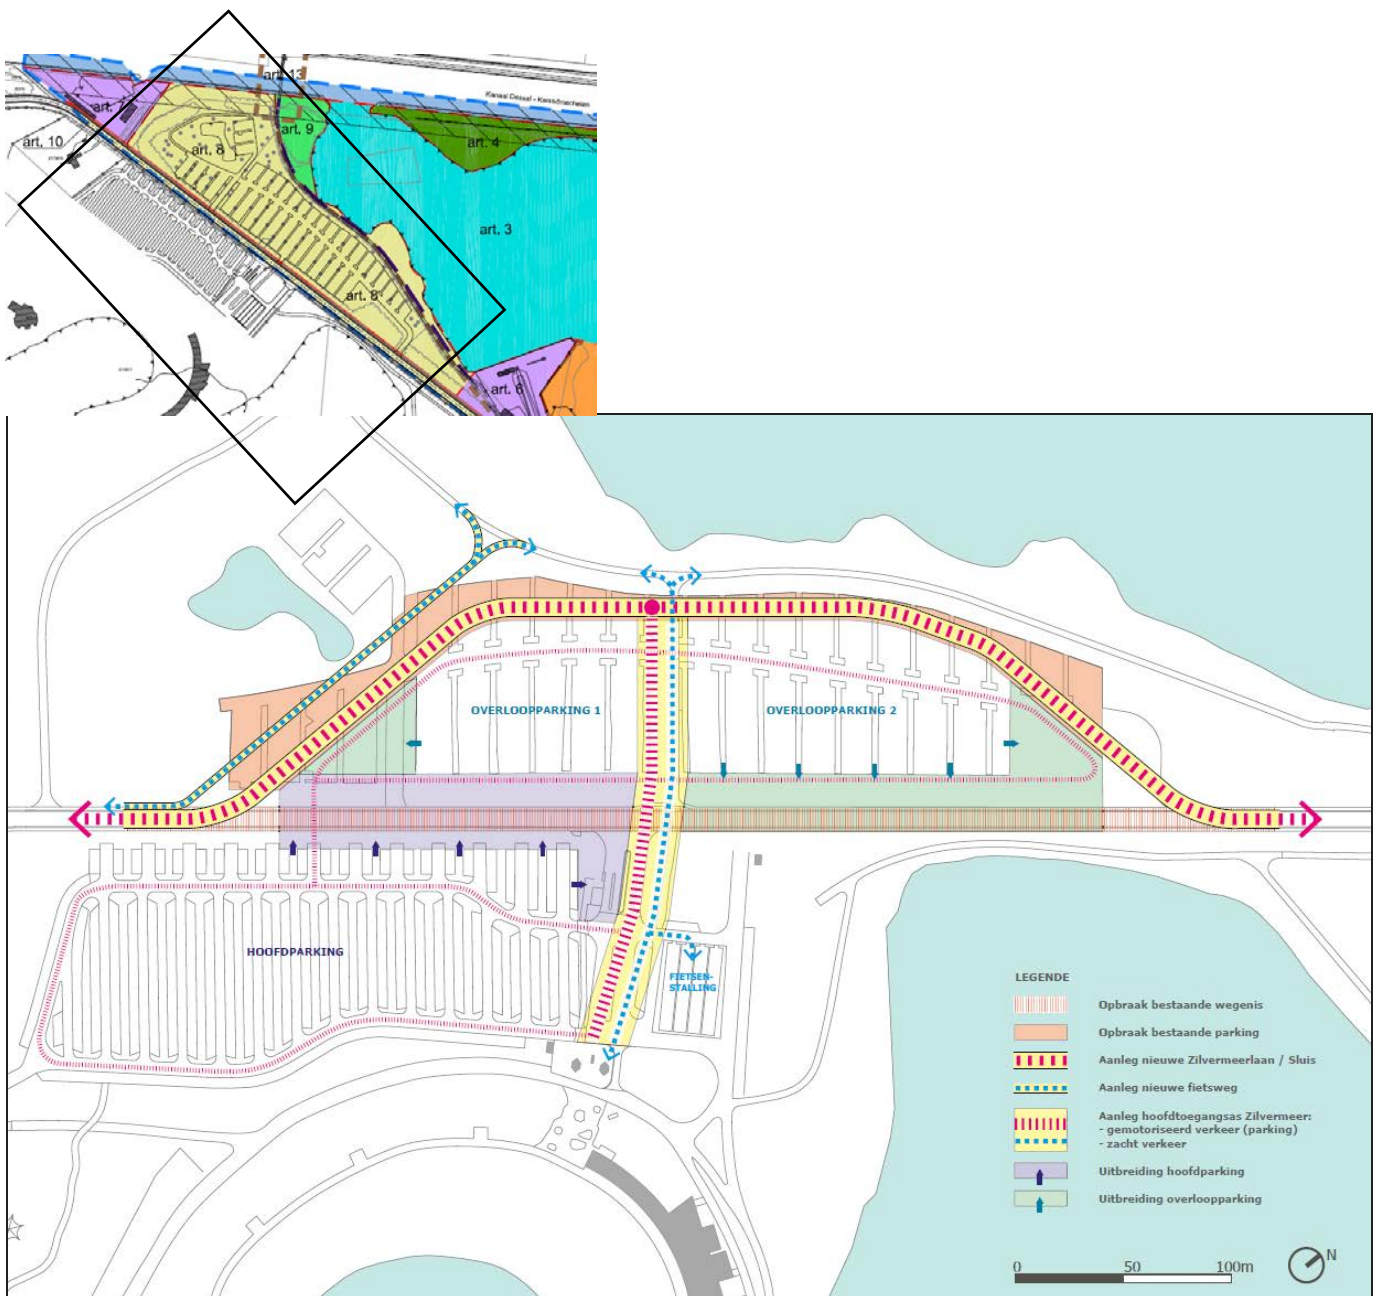 art. 13
Kanaal Dessel - Kwaadmechelen
art. 7
art. 9
art. 4
art. 10
art. 8
art. 3
art. 8
art. 6
OVERLOOPPARKING 1
OVERLOOPPARKING 2
HOOFDPARKING
FIETSEN-
STALLING
LEGENDE
Opbraak bestaande wegenis
Opbraak bestaande parking
Aanleg nieuwe Zilvermeerlaan / Sluis
Aanleg nieuwe fietsweg
Aanleg hoofdtoegangsas Zilvermeer:
- gemotoriseerd verkeer (parking)
- zacht verkeer
Uitbreiding hoofdparking
Uitbreiding overloopparking
0 50 100m
N